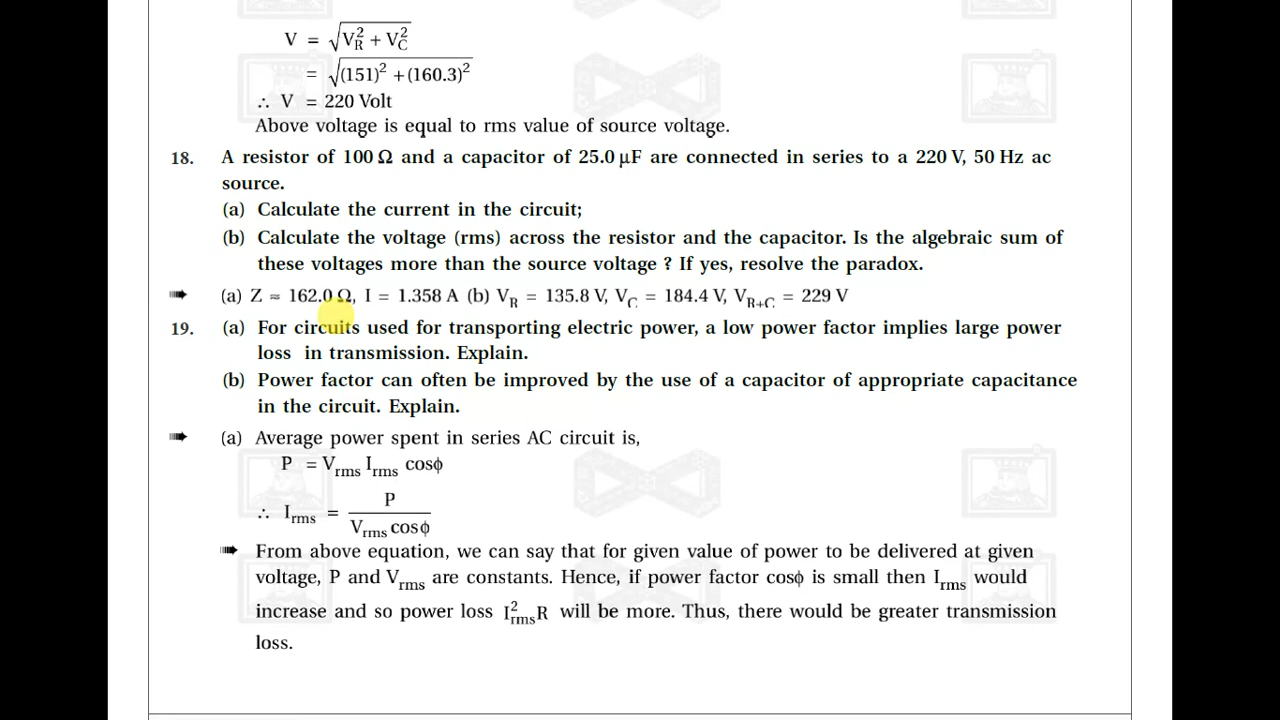 V = √V_R² + V_C²
= √(151)² + (160.3)²
∴ V = 220 Volt
Above voltage is equal to rms value of source voltage.
18. A resistor of 100 Ω and a capacitor of 25.0 μF are connected in series to a 220 V, 50 Hz ac
source.
(a) Calculate the current in the circuit;
(b) Calculate the voltage (rms) across the resistor and the capacitor. Is the algebraic sum of
these voltages more than the source voltage ? If yes, resolve the paradox.
➠ (a) Z ≈ 162.0 Ω, I = 1.358 A (b) V_R = 135.8 V, V_C = 184.4 V, V_R+C = 229 V
19. (a) For circuits used for transporting electric power, a low power factor implies large power
loss in transmission. Explain.
(b) Power factor can often be improved by the use of a capacitor of appropriate capacitance
in the circuit. Explain.
➠ (a) Average power spent in series AC circuit is,
P = V_rms I_rms cosϕ
∴ I_rms = P / V_rms cosϕ
➠ From above equation, we can say that for given value of power to be delivered at given
voltage, P and V_rms are constants. Hence, if power factor cosϕ is small then I_rms would
increase and so power loss I²_rms R will be more. Thus, there would be greater transmission
loss.